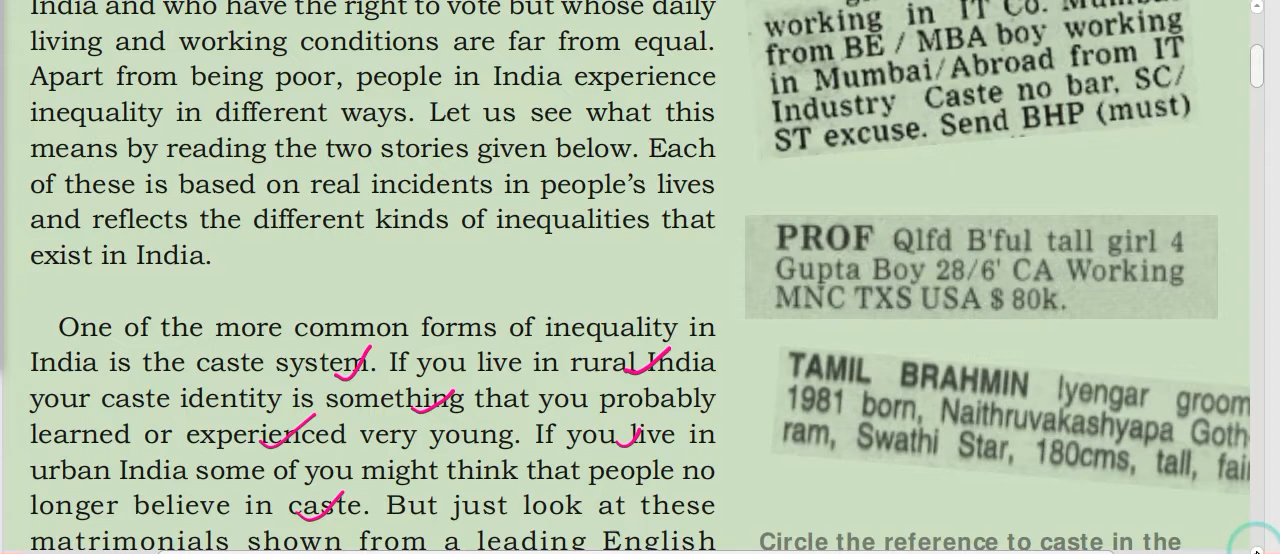 India and who have the right to vote but whose daily
living and working conditions are far from equal.
Apart from being poor, people in India experience
inequality in different ways. Let us see what this
means by reading the two stories given below. Each
of these is based on real incidents in people's lives
and reflects the different kinds of inequalities that
exist in India.
One of the more common forms of inequality in
India is the caste system. If you live in rural India
your caste identity is something that you probably
learned or experienced very young. If you live in
urban India some of you might think that people no
longer believe in caste. But just look at these
matrimonials shown from a leading English
working in IT Co.
from BE / MBA boy working
in Mumbai/Abroad from IT
Industry Caste no bar. SC/
ST excuse. Send BHP (must)
PROF Qlfd B'ful tall girl 4
Gupta Boy 28/6' CA Working
MNC TXS USA $ 80k.
TAMIL BRAHMIN Iyengar groom
1981 born, Naithruvakashyapa Goth
ram, Swathi Star, 180cms, tall, fair
Circle the reference to caste in the